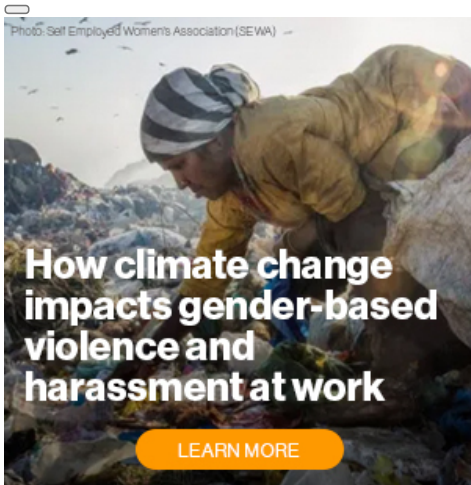 Photo: Self Employed Women's Association (SEWA)
How climate change
impacts gender-based
violence and
harassment at work
LEARN MORE